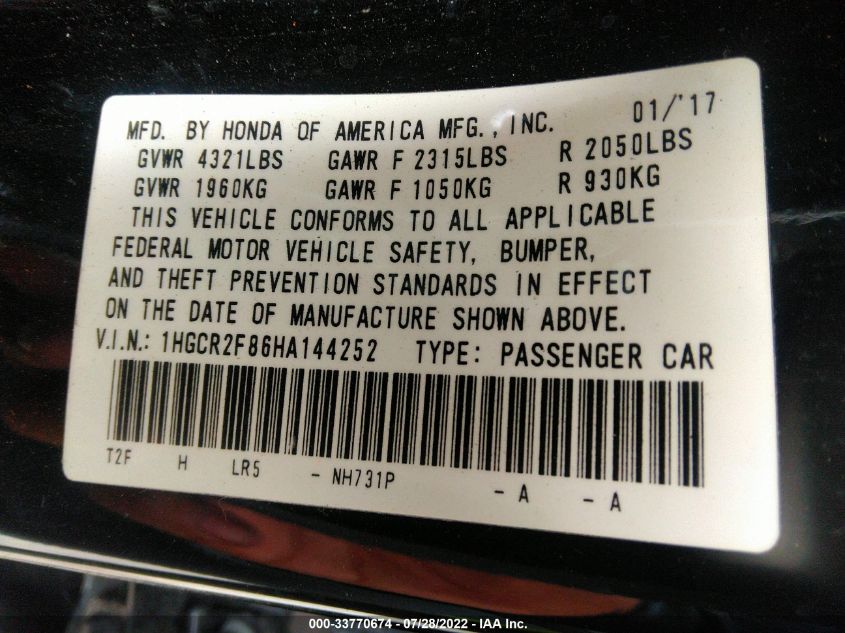 MFD. BY HONDA OF AMERICA MFG., INC. 01/'17
GVWR 4321LBS GAWR F 2315LBS R 2050LBS
GVWR 1960KG GAWR F 1050KG R 930KG
THIS VEHICLE CONFORMS TO ALL APPLICABLE
FEDERAL MOTOR VEHICLE SAFETY, BUMPER,
AND THEFT PREVENTION STANDARDS IN EFFECT
ON THE DATE OF MANUFACTURE SHOWN ABOVE.
V.I.N.: 1HGCR2F86HA144252 TYPE: PASSENGER CAR
T2F H LR5 - NH731P - A - A
000-33770674 / 07/28/2022 - IAA Inc.